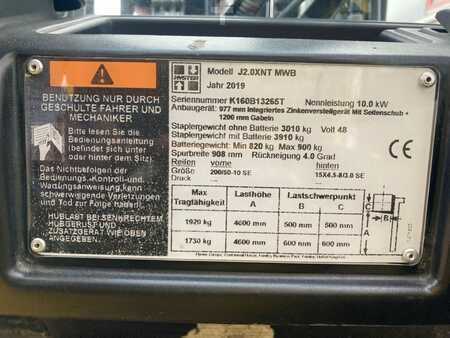 BENUTZUNG NUR DURCH
GESCHULTE FAHRER UND
MECHANIKER
Bitte lesen Sie die
Bedienungsanleitung
(befindet sich unter
oder hinter dem Sitz).
Das Nichtbefolgen der
Bedienungs-, Kontroll-und
Wartungsanweisung, kann
schwerwiegende Verletzungen
oder Tod zur Folge haben.
HUBLAST BEI SENKRECHTEM
HUBGERUST UND
ZUSATZGERÄT WIE OBEN
ANGEGEBEN.
HYSTER
Modell J2.0XNT MWB
Jahr 2019
Seriennummer K160B13265T Nennleistung 10.0 kW
Anbaugerät: 977 mm Integriertes Zinkenverstellgerät Mit Seitenschub +
1200 mm Gabeln
Staplergewicht ohne Batterie 3010 kg Volt 48
Staplergewicht mit Batterie 3910 kg
Batteriegewicht: Min 820 kg Max 900 kg
Spurbreite 908 mm Rückneigung 4.0 Grad
Reifen vorne hinten
Größe 200/50-10 SE 15X4.5-8/3.0 SE
Druck -- --
CE
Max Tragfähigkeit Lasthöhe A Lastschwerpunkt B C
1920 kg 4600 mm 500 mm 500 mm
1730 kg 4600 mm 600 mm 600 mm
B
C
A